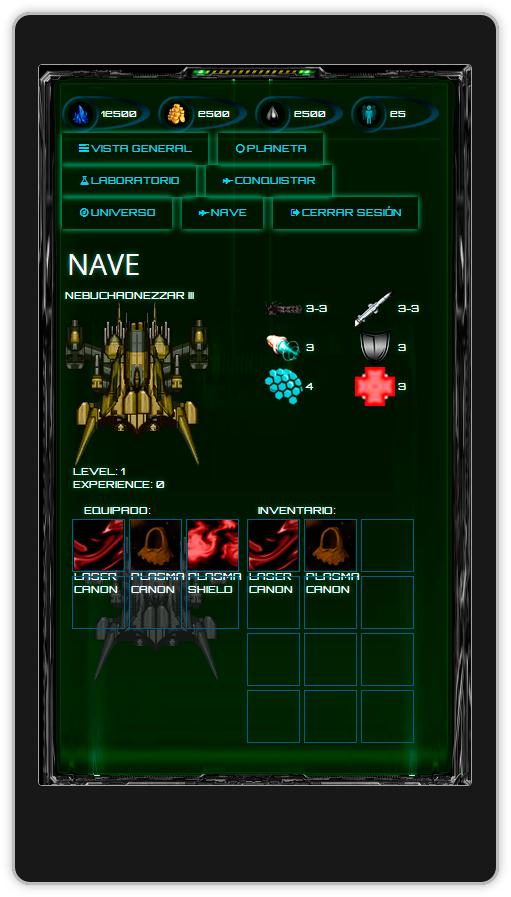 12500 2500 2500 25
VISTA GENERAL PLANETA
LABORATORIO CONQUISTAR
UNIVERSO NAVE CERRAR SESIÓN
NAVE
NEBUCHADNEZZAR III
3-3 3-3
3 3
4 3
LEVEL: 1
EXPERIENCE: 0
EQUIPADO: INVENTARIO:
LASER PLASMA PLASMA LASER PLASMA
CANON CANON SHIELD CANON CANON